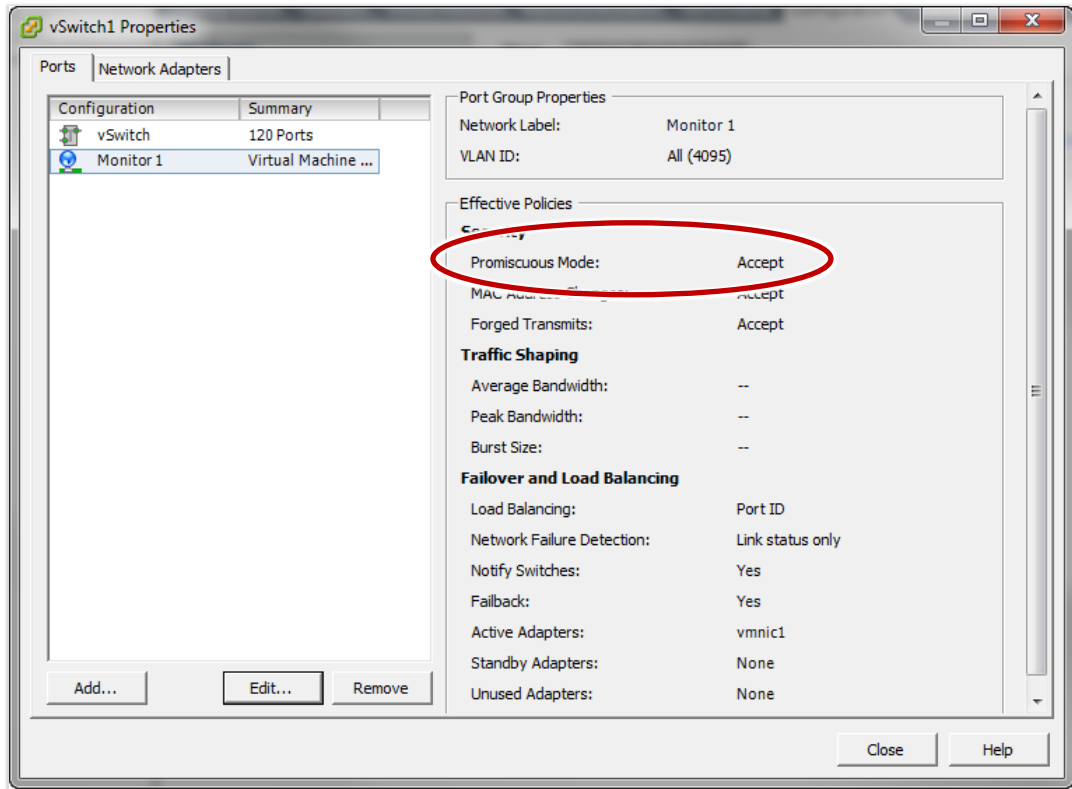 vSwitch1 Properties
Ports
Network Adapters
Configuration Summary
vSwitch 120 Ports
Monitor 1 Virtual Machine ...
Add...
Edit...
Remove
Port Group Properties
Network Label: Monitor 1
VLAN ID: All (4095)
Effective Policies
Promiscuous Mode: Accept
MAC Accept
Forged Transmits: Accept
Traffic Shaping
Average Bandwidth: --
Peak Bandwidth: --
Burst Size: --
Failover and Load Balancing
Load Balancing: Port ID
Network Failure Detection: Link status only
Notify Switches: Yes
Failback: Yes
Active Adapters: vmnic1
Standby Adapters: None
Unused Adapters: None
Close
Help